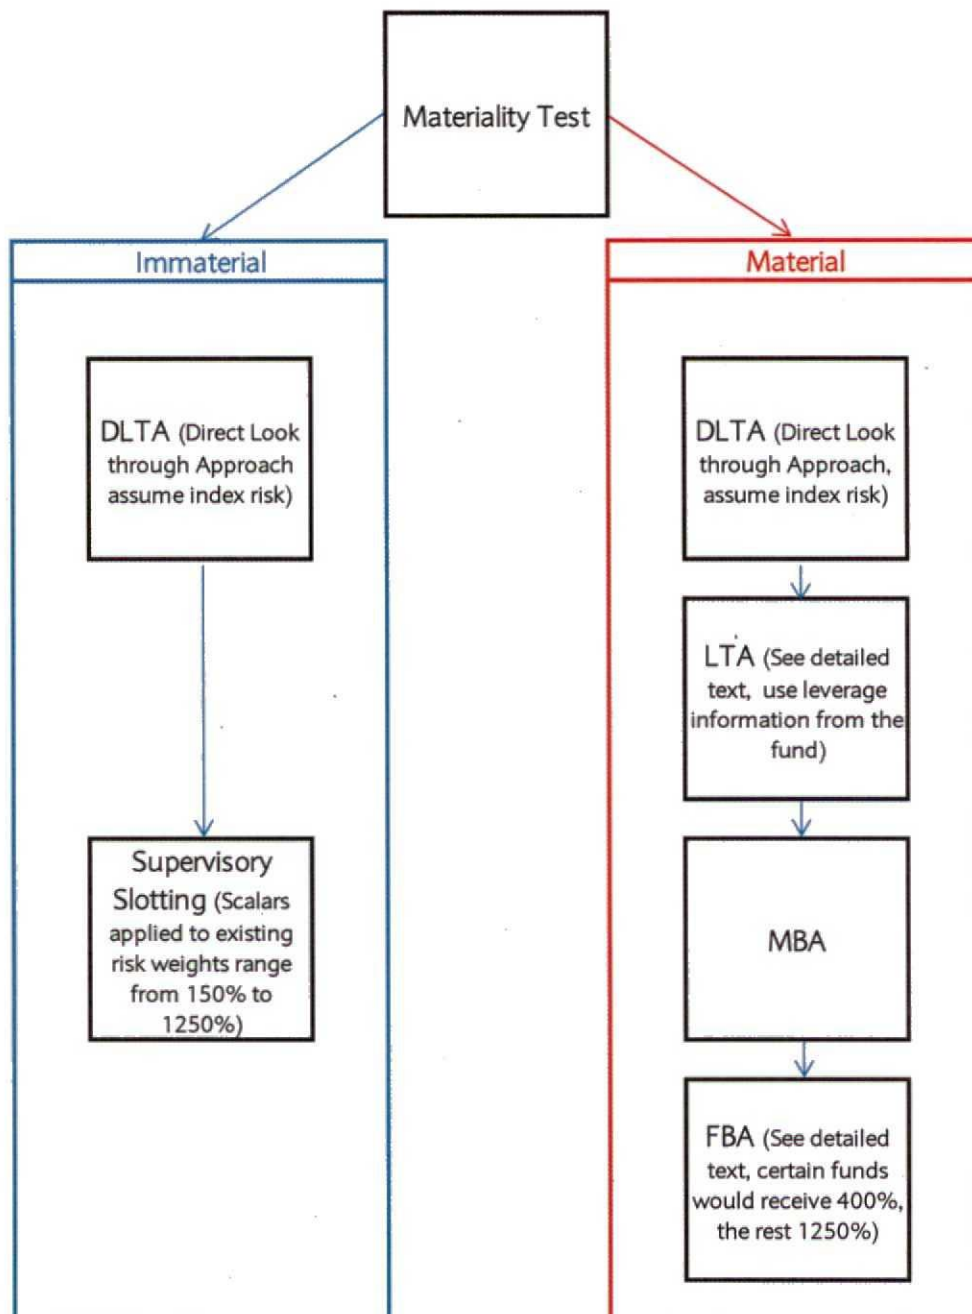 Materiality Test
Immaterial
DLTA (Direct Look
through Approach
assume index risk)
Supervisory
Slotting (Scalars
applied to existing
risk weights range
from 150% to
1250%)
Material
DLTA (Direct Look
through Approach,
assume index risk)
LTA (See detailed
text, use leverage
information from the
fund)
MBA
FBA (See detailed
text, certain funds
would receive 400%,
the rest 1250%)